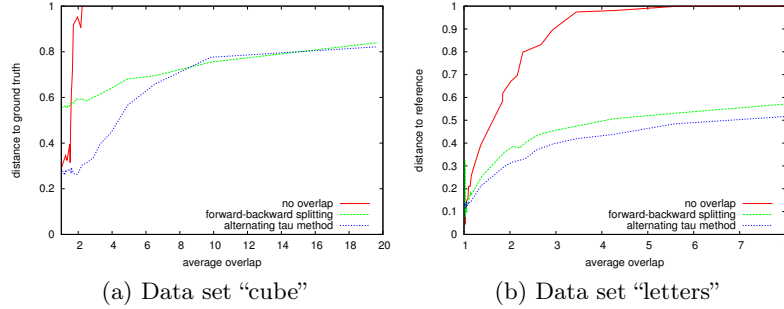 1
0.8
0.6
0.4
0.2
0
distance to ground truth
2 4 6 8 10 12 14 16 18 20
average overlap
no overlap
forward-backward splitting
alternating tau method
(a) Data set “cube”
1
0.9
0.8
0.7
0.6
0.5
0.4
0.3
0.2
0.1
0
distance to reference
1 2 3 4 5 6 7
average overlap
no overlap
forward-backward splitting
alternating tau method
(b) Data set “letters”